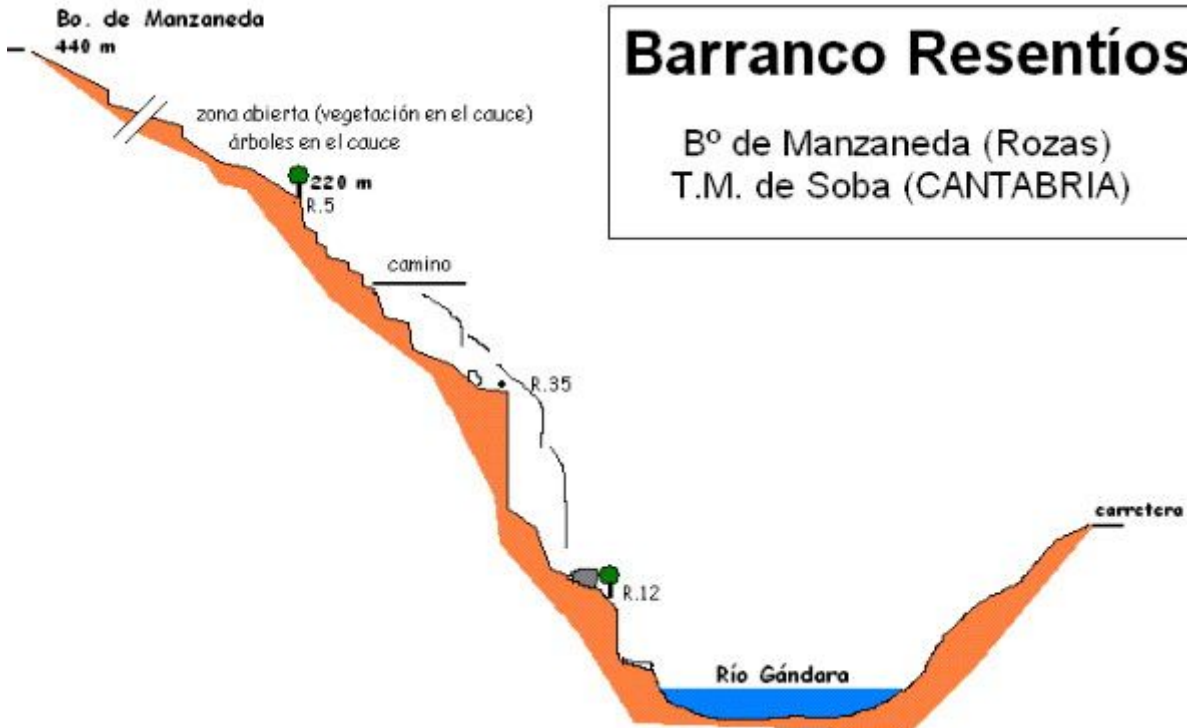 Bo. de Manzaneda
440 m
Barranco Resentíos
Bº de Manzaneda (Rozas)
T.M. de Soba (CANTABRIA)
zona abierta (vegetación en el cauce)
árboles en el cauce
220 m
R.5
camino
R.35
carretera
R.12
Río Gándara